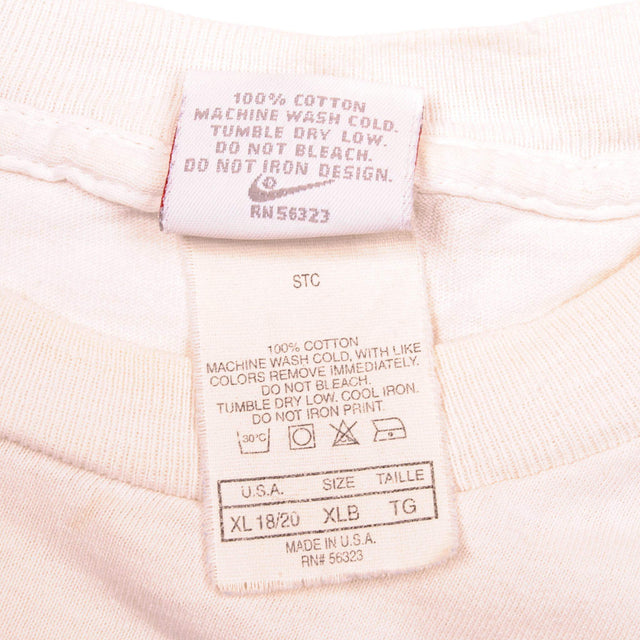 100% COTTON
MACHINE WASH COLD.
TUMBLE DRY LOW.
DO NOT BLEACH.
DO NOT IRON DESIGN.
RN 56323
STC
100% COTTON
MACHINE WASH COLD, WITH LIKE
COLORS REMOVE IMMEDIATELY.
DO NOT BLEACH.
TUMBLE DRY LOW. COOL IRON.
DO NOT IRON PRINT.
30°C
U.S.A. SIZE TAILLE
XL 18/20 XLB TG
MADE IN U.S.A.
RN# 56323